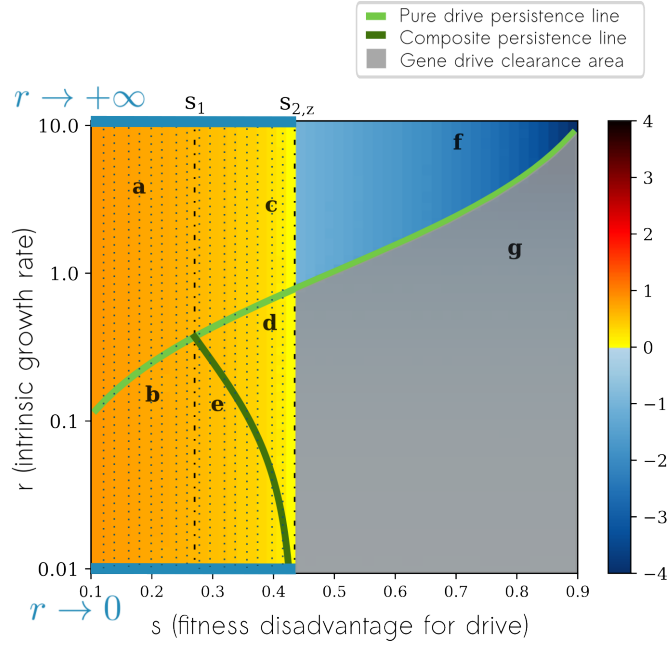 Pure drive persistence line
Composite persistence line
Gene drive clearance area
r → +∞
s₁
s₂,z
10.0
1.0
0.1
0.01
r (intrinsic growth rate)
a
b
c
d
e
f
g
0.1 0.2 0.3 0.4 0.5 0.6 0.7 0.8 0.9
r → 0
s (fitness disadvantage for drive)
4
3
2
1
0
−1
−2
−3
−4